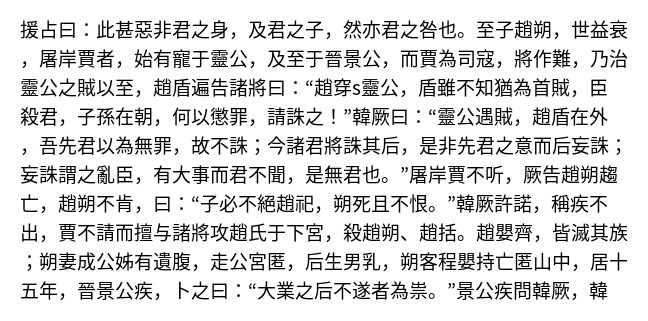 援占曰：此甚惡非君之身，及君之子，然亦君之咎也。至子趙朔，世益衰
，屠岸賈者，始有寵于靈公，及至于晉景公，而賈為司寇，將作難，乃治
靈公之賊以至，趙盾遍告諸將曰：“趙穿s靈公，盾雖不知猶為首賊，臣
殺君，子孫在朝，何以懲罪，請誅之！”韓厥曰：“靈公遇賊，趙盾在外
，吾先君以為無罪，故不誅；今諸君將誅其后，是非先君之意而后妄誅；
妄誅謂之亂臣，有大事而君不聞，是無君也。”屠岸賈不听，厥告趙朔趨
亡，趙朔不肯，曰：“子必不絕趙祀，朔死且不恨。”韓厥許諾，稱疾不
出，賈不請而擅与諸將攻趙氏于下宮，殺趙朔、趙括。趙嬰齊，皆滅其族
；朔妻成公姊有遺腹，走公宮匿，后生男乳，朔客程嬰持亡匿山中，居十
五年，晉景公疾，卜之曰：“大業之后不遂者為祟。”景公疾問韓厥，韓